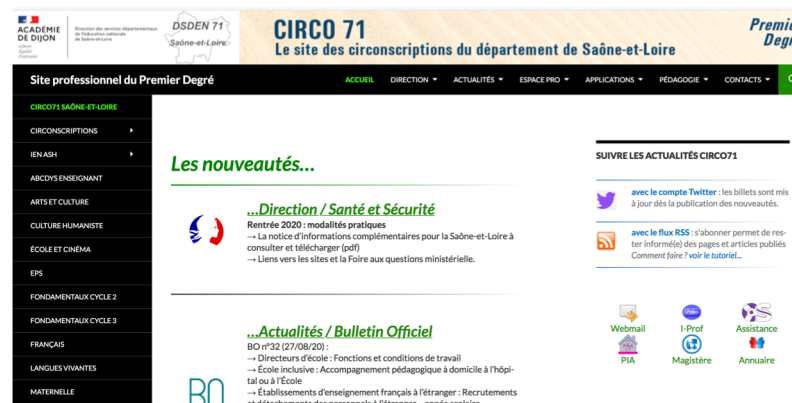 ACADÉMIE
DE DIJON
Liberté
Égalité
Fraternité
Direction des services départementaux
de l'éducation nationale
de Saône-et-Loire
DSDEN 71
Saône-et-Loire
CIRCO 71
Le site des circonscriptions du département de Saône-et-Loire
Premie
Deg
Site professionnel du Premier Degré
ACCUEIL DIRECTION ACTUALITÉS ESPACE PRO APPLICATIONS PÉDAGOGIE CONTACTS
CIRCO71 SAÔNE-ET-LOIRE
CIRCONSCRIPTIONS
IEN ASH
ABCDYS ENSEIGNANT
ARTS ET CULTURE
CULTURE HUMANISTE
ÉCOLE ET CINÉMA
EPS
FONDAMENTAUX CYCLE 2
FONDAMENTAUX CYCLE 3
FRANÇAIS
LANGUES VIVANTES
MATERNELLE
Les nouveautés...
...Direction / Santé et Sécurité
Rentrée 2020 : modalités pratiques
→ La notice d'informations complémentaires pour la Saône-et-Loire à
consulter et télécharger (pdf)
→ Liens vers les sites et la Foire aux questions ministérielle.
...Actualités / Bulletin Officiel
BO
BO n°32 (27/08/20) :
→ Directeurs d'école : Fonctions et conditions de travail
→ École inclusive : Accompagnement pédagogique à domicile à l'hôpi-
tal ou à l'École
→ Établissements d'enseignement français à l'étranger : Recrutements
et détachements des personnels à l'étranger - année scolaire
SUIVRE LES ACTUALITÉS CIRCO71
avec le compte Twitter : les billets sont mis
à jour dès la publication des nouveautés.
avec le flux RSS : s'abonner permet de res-
ter informé(e) des pages et articles publiés
Comment faire ? voir le tutoriel...
Webmail I-Prof Assistance
PIA Magistère Annuaire